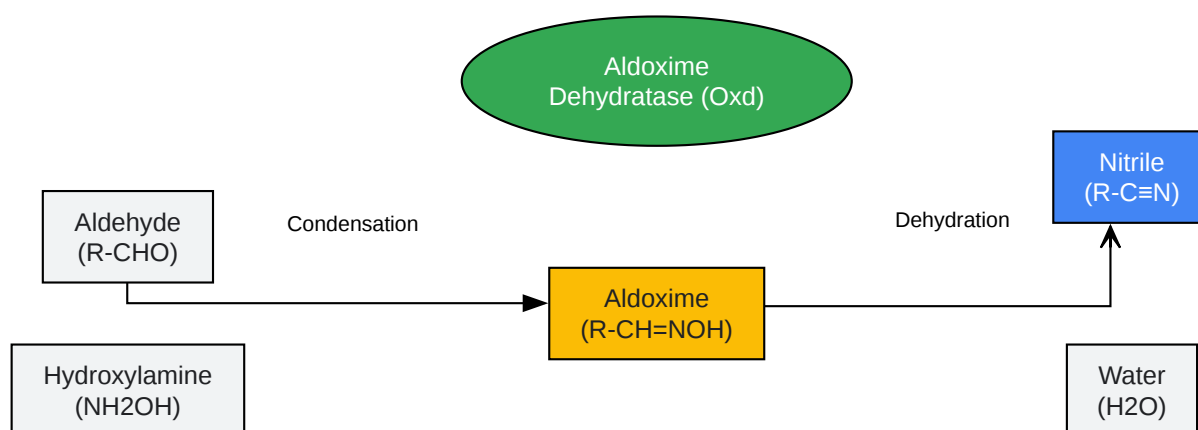 Aldoxime
Dehydratase (Oxd)
Nitrile
(R-C≡N)
Aldehyde
(R-CHO)
Condensation
Dehydration
Aldoxime
(R-CH=NOH)
Hydroxylamine
(NH2OH)
Water
(H2O)